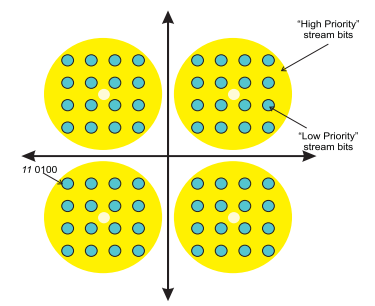 “High Priority”
stream bits
“Low Priority”
stream bits
11 0100